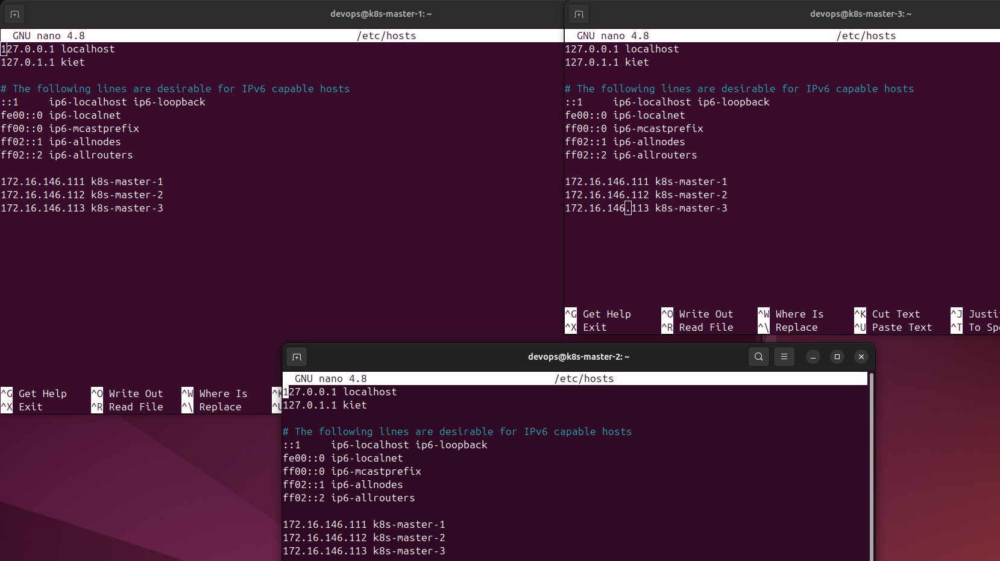 devops@k8s-master-1: ~
GNU nano 4.8 /etc/hosts
127.0.0.1 localhost
127.0.1.1 kiet
# The following lines are desirable for IPv6 capable hosts
::1 ip6-localhost ip6-loopback
fe00::0 ip6-localnet
ff00::0 ip6-mcastprefix
ff02::1 ip6-allnodes
ff02::2 ip6-allrouters
172.16.146.111 k8s-master-1
172.16.146.112 k8s-master-2
172.16.146.113 k8s-master-3
^G Get Help ^O Write Out ^W Where Is ^K
^X Exit ^R Read File ^\ Replace ^U
devops@k8s-master-3: ~
GNU nano 4.8 /etc/hosts
127.0.0.1 localhost
127.0.1.1 kiet
# The following lines are desirable for IPv6 capable hosts
::1 ip6-localhost ip6-loopback
fe00::0 ip6-localnet
ff00::0 ip6-mcastprefix
ff02::1 ip6-allnodes
ff02::2 ip6-allrouters
172.16.146.111 k8s-master-1
172.16.146.112 k8s-master-2
172.16.146.113 k8s-master-3
^G Get Help ^O Write Out ^W Where Is ^K Cut Text ^J Justi
^X Exit ^R Read File ^\ Replace ^U Paste Text ^T To Sp
devops@k8s-master-2: ~
GNU nano 4.8 /etc/hosts
127.0.0.1 localhost
127.0.1.1 kiet
# The following lines are desirable for IPv6 capable hosts
::1 ip6-localhost ip6-loopback
fe00::0 ip6-localnet
ff00::0 ip6-mcastprefix
ff02::1 ip6-allnodes
ff02::2 ip6-allrouters
172.16.146.111 k8s-master-1
172.16.146.112 k8s-master-2
172.16.146.113 k8s-master-3